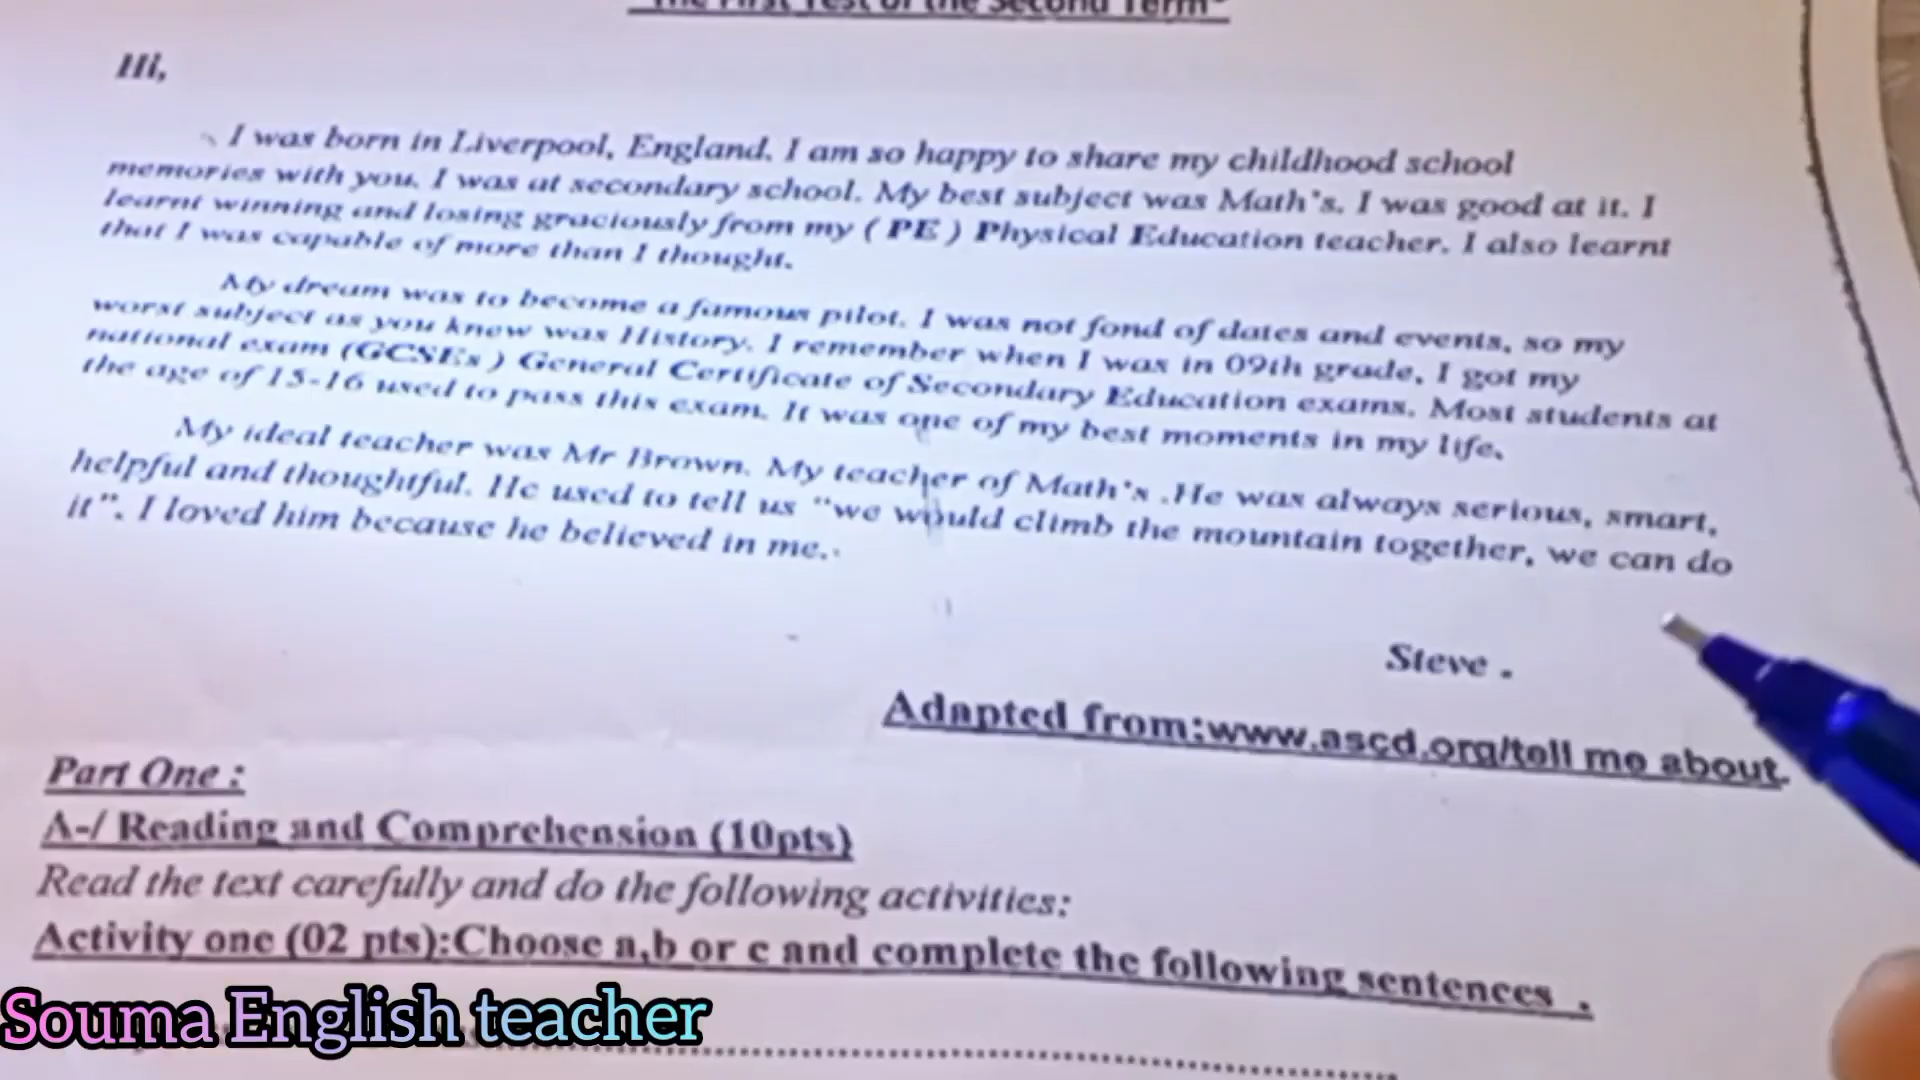 "The First Test of the Second Term"
Hi,
I was born in Liverpool, England. I am so happy to share my childhood school
memories with you. I was at secondary school. My best subject was Math's. I was good at it. I
learnt winning and losing graciously from my ( PE ) Physical Education teacher. I also learnt
that I was capable of more than I thought.
My dream was to become a famous pilot. I was not fond of dates and events, so my
worst subject as you knew was History. I remember when I was in 09th grade, I got my
national exam (GCSEs ) General Certificate of Secondary Education exams. Most students at
the age of 15-16 used to pass this exam. It was one of my best moments in my life.
My ideal teacher was Mr Brown. My teacher of Math's .He was always serious, smart,
helpful and thoughtful. He used to tell us "we would climb the mountain together, we can do
it". I loved him because he believed in me.
Steve .
Adapted from:www.ascd.org/tell me about.
Part One :
A-/ Reading and Comprehension (10pts)
Read the text carefully and do the following activities:
Activity one (02 pts):Choose a,b or c and complete the following sentences .
Souma English teacher